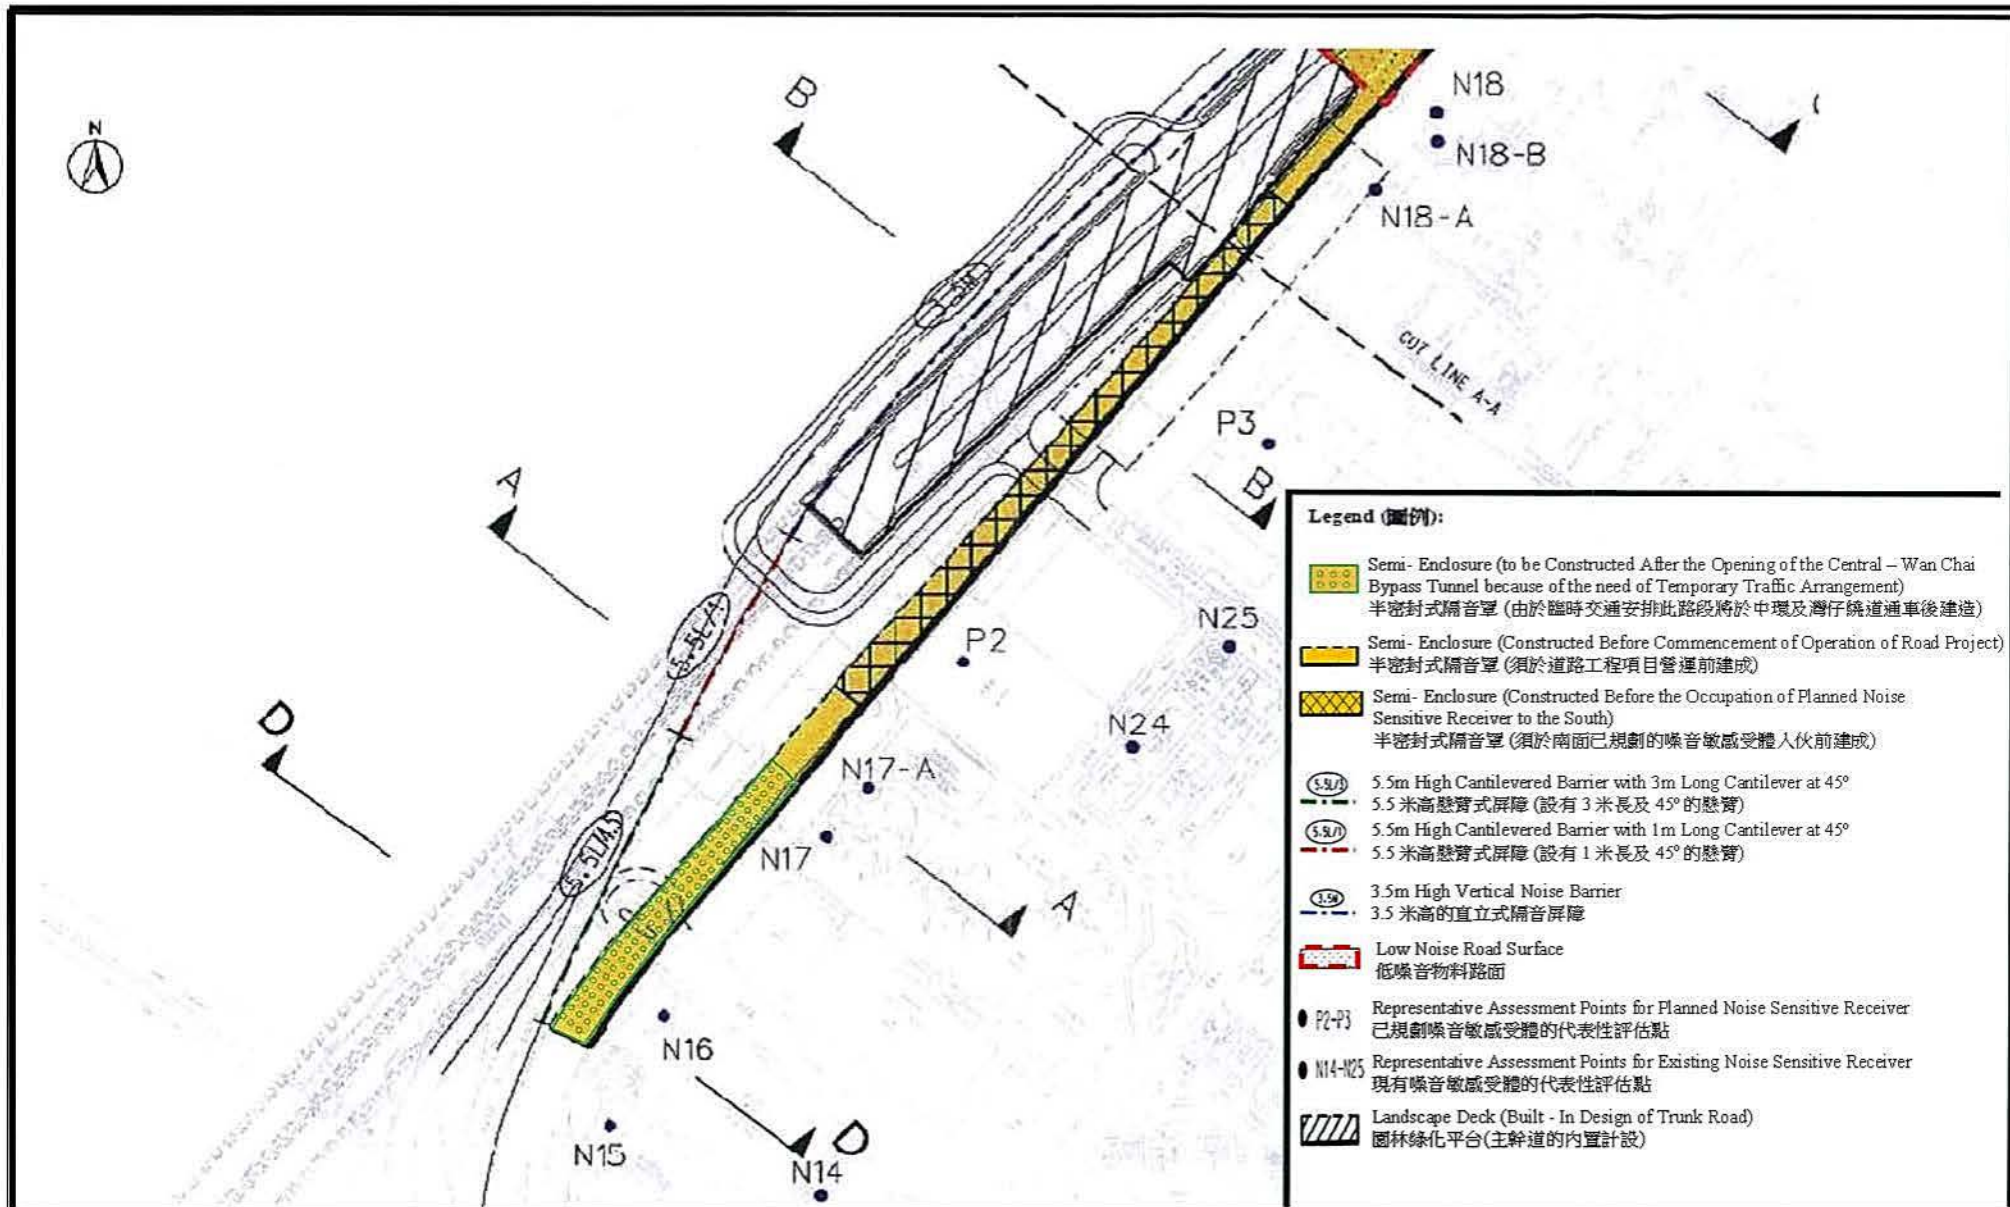 N
B
N18
N18-B
N18-A
CUT LINE A-A
P3
B
A
5.5L/1
P2
N25
N24
D
N17-A
N17
A
N16
D
N15
N14
Legend (圖例):
Semi- Enclosure (to be Constructed After the Opening of the Central – Wan Chai
Bypass Tunnel because of the need of Temporary Traffic Arrangement)
半密封式隔音罩 (由於臨時交通安排此路段將於中環及灣仔繞道通車後建造)
Semi- Enclosure (Constructed Before Commencement of Operation of Road Project)
半密封式隔音罩 (須於道路工程項目營運前建成)
Semi- Enclosure (Constructed Before the Occupation of Planned Noise
Sensitive Receiver to the South)
半密封式隔音罩 (須於南面已規劃的噪音敏感受體入伙前建成)
5.5L/3 5.5m High Cantilevered Barrier with 3m Long Cantilever at 45°
5.5 米高懸臂式屏障 (設有 3 米長及 45° 的懸臂)
5.5L/1 5.5m High Cantilevered Barrier with 1m Long Cantilever at 45°
5.5 米高懸臂式屏障 (設有 1 米長及 45° 的懸臂)
3.5m High Vertical Noise Barrier
3.5 米高的直立式隔音屏障
Low Noise Road Surface
低噪音物料路面
P2-P3 Representative Assessment Points for Planned Noise Sensitive Receiver
已規劃噪音敏感受體的代表性評估點
N14-N25 Representative Assessment Points for Existing Noise Sensitive Receiver
現有噪音敏感受體的代表性評估點
Landscape Deck (Built - In Design of Trunk Road)
園林綠化平台(主幹道的內置計設)